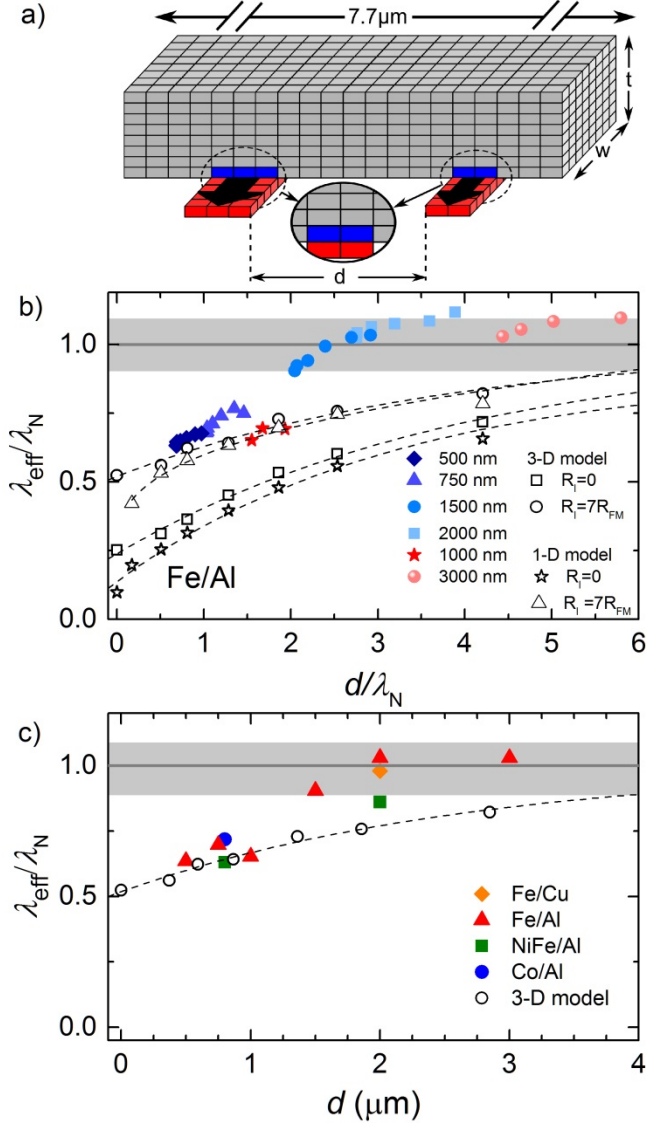 a)
7.7μm
t
w
d
b)
λeff/λN
1.0
0.5
0.0
500 nm
750 nm
1500 nm
2000 nm
1000 nm
3000 nm
3-D model
RI=0
RI=7RFM
1-D model
RI=0
RI=7RFM
Fe/Al
0 1 2 3 4 5 6
d/λN
c)
λeff/λN
1.0
0.5
0.0
Fe/Cu
Fe/Al
NiFe/Al
Co/Al
3-D model
0 1 2 3 4
d (μm)